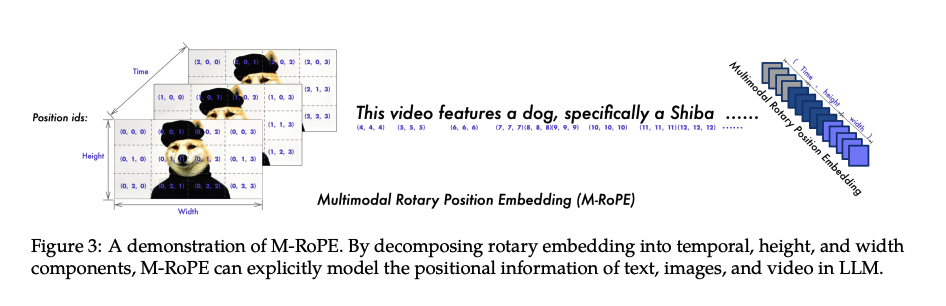 Time
Position ids:
Height
Width
(2, 0, 0) (2, 0, 1) (2, 0, 2) (2, 0, 3)
(2, 1, 3)
(2, 2, 3)
(1, 0, 0) (1, 0, 2) (1, 0, 3)
(1, 1, 3)
(1, 2, 3)
(0, 0, 0) (0, 0, 1) (0, 0, 2) (0, 0, 3)
(0, 1, 0) (0, 1, 1) (0, 1, 2) (0, 1, 3)
(0, 2, 0) (0, 2, 1) (0, 2, 2) (0, 2, 3)
This video features a dog, specifically a Shiba ......
(4, 4, 4) (5, 5, 5) (6, 6, 6) (7, 7, 7)(8, 8, 8)(9, 9, 9) (10, 10, 10) (11, 11, 11)(12, 12, 12) ......
( Time , height , width )
Multimodal Rotary Position Embedding
Multimodal Rotary Position Embedding (M-RoPE)
Figure 3: A demonstration of M-RoPE. By decomposing rotary embedding into temporal, height, and width
components, M-RoPE can explicitly model the positional information of text, images, and video in LLM.